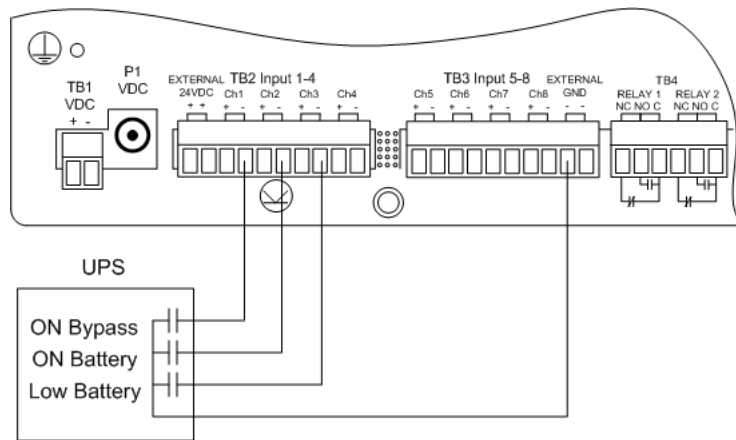 TB1
VDC
+ -
P1
VDC
EXTERNAL
24VDC
+ +
TB2 Input 1-4
Ch1 Ch2 Ch3 Ch4
+ - + - + - + -
TB3 Input 5-8
Ch5 Ch6 Ch7 Ch8
+ - + - + - + -
EXTERNAL
GND
- -
TB4
RELAY 1 RELAY 2
NC NO C NC NO C
UPS
ON Bypass
ON Battery
Low Battery